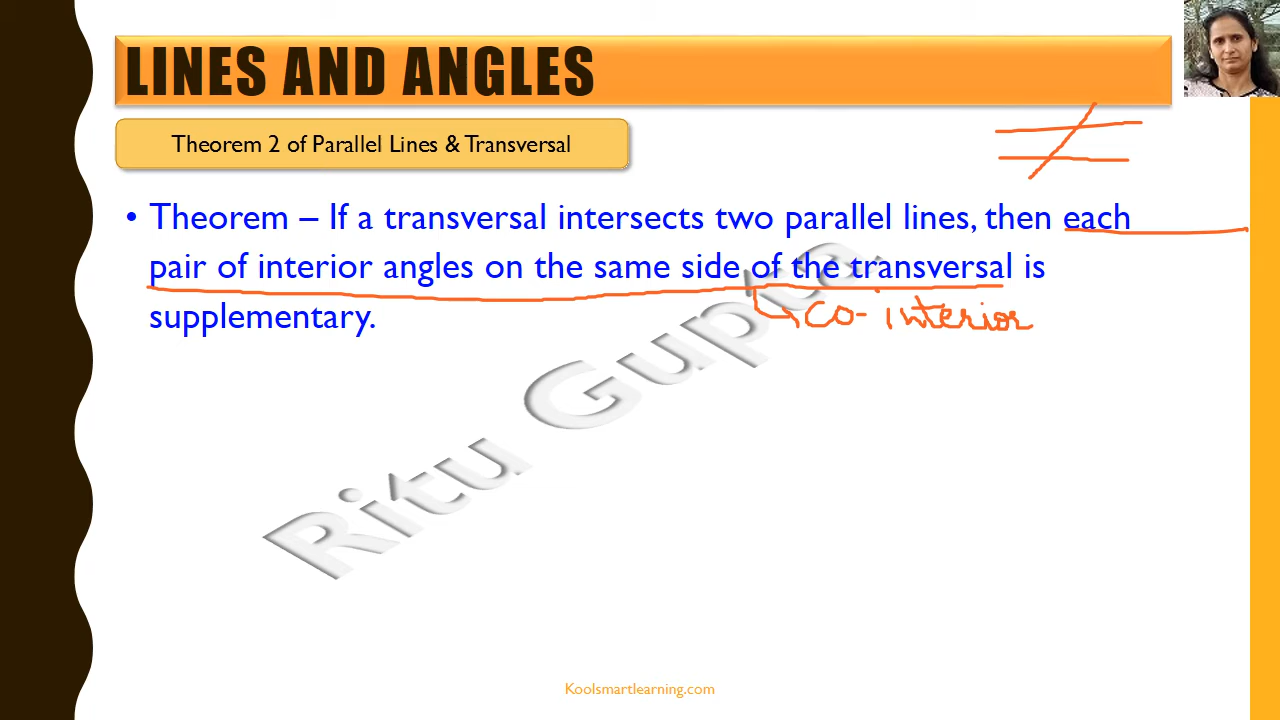 LINES AND ANGLES
Theorem 2 of Parallel Lines & Transversal
• Theorem – If a transversal intersects two parallel lines, then each
pair of interior angles on the same side of the transversal is
supplementary.
co-interior
Ritu Gupta
Koolsmartlearning.com